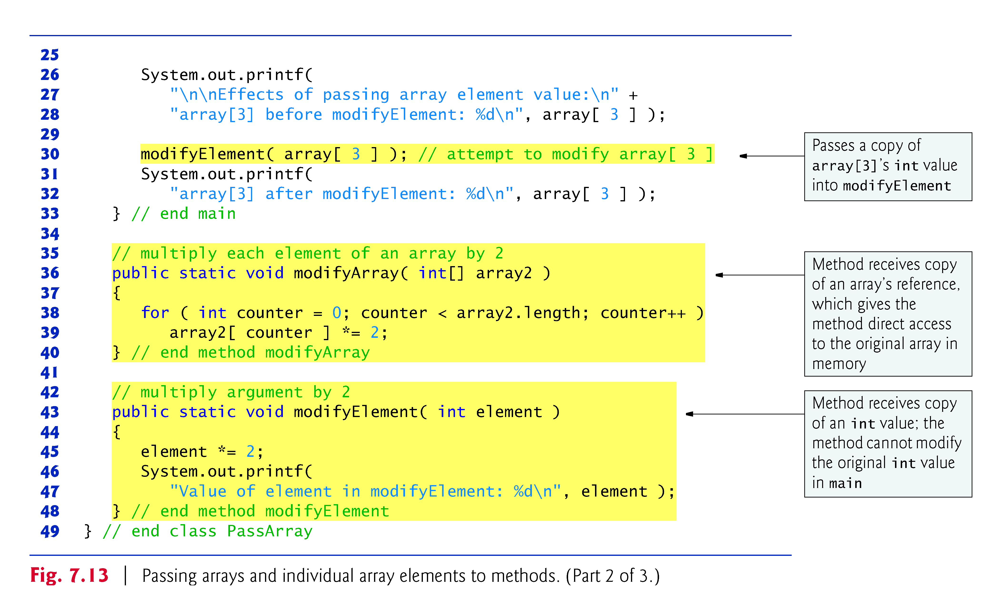 25
26 System.out.printf(
27 "\n\nEffects of passing array element value:\n" +
28 "array[3] before modifyElement: %d\n", array[ 3 ] );
29
30 modifyElement( array[ 3 ] ); // attempt to modify array[ 3 ]
31 System.out.printf(
32 "array[3] after modifyElement: %d\n", array[ 3 ] );
33 } // end main
34
35 // multiply each element of an array by 2
36 public static void modifyArray( int[] array2 )
37 {
38 for ( int counter = 0; counter < array2.length; counter++ )
39 array2[ counter ] *= 2;
40 } // end method modifyArray
41
42 // multiply argument by 2
43 public static void modifyElement( int element )
44 {
45 element *= 2;
46 System.out.printf(
47 "Value of element in modifyElement: %d\n", element );
48 } // end method modifyElement
49 } // end class PassArray
Passes a copy of
array[3]’s int value
into modifyElement
Method receives copy
of an array’s reference,
which gives the
method direct access
to the original array in
memory
Method receives copy
of an int value; the
method cannot modify
the original int value
in main
Fig. 7.13 | Passing arrays and individual array elements to methods. (Part 2 of 3.)